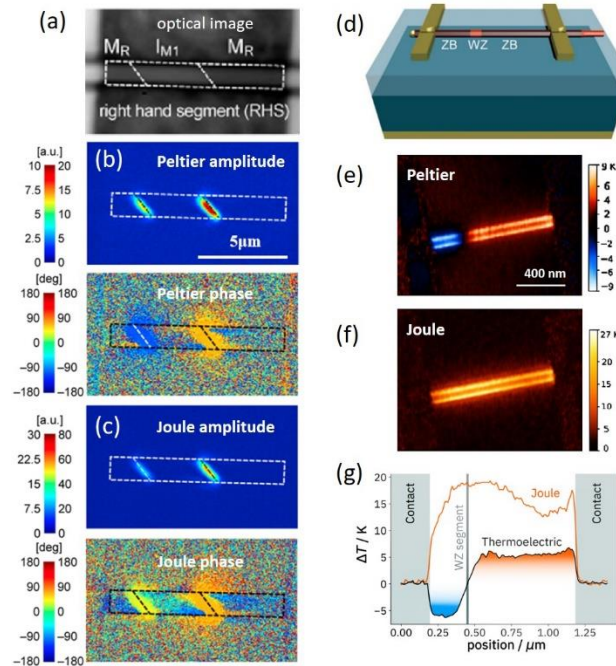 (a)
optical image
M_R I_M1 M_R
right hand segment (RHS)
[a.u.] [a.u.]
10 20
7.5 15
5 10
2.5 5
0 0
(b)
Peltier amplitude
5μm
[deg] [deg]
180 180
90 90
0 0
−90 −90
−180 −180
Peltier phase
[a.u.] [a.u.]
30 80
22.5 60
15 40
7.5 20
0 0
(c)
Joule amplitude
[deg] [deg]
180 180
90 90
0 0
−90 −90
−180 −180
Joule phase
(d)
ZB WZ ZB
(e)
Peltier
400 nm
9 K
6
4
2
0
−2
−4
−6
−9
(f)
Joule
27 K
20
15
10
5
0
(g)
Contact
WZ segment
Joule
Thermoelectric
Contact
20
15
10
5
0
−5
ΔT / K
0.00 0.25 0.50 0.75 1.00 1.25
position / μm